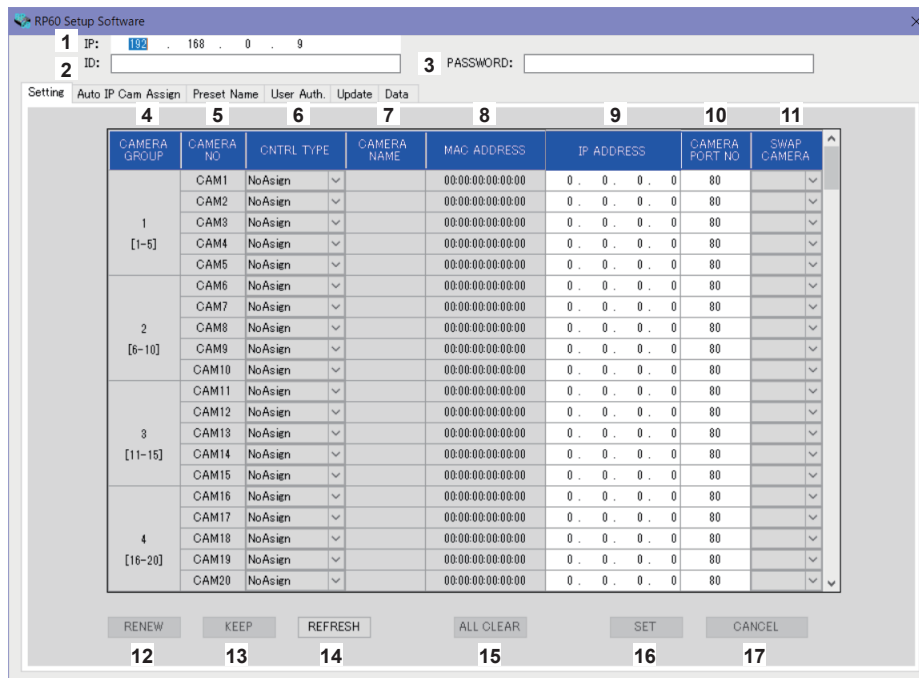 RP60 Setup Software
1 IP: 192 . 168 . 0 . 9
2 ID: 3 PASSWORD:
Setting Auto IP Cam Assign Preset Name User Auth. Update Data
4 5 6 7 8 9 10 11
CAMERA GROUP CAMERA NO CNTRL TYPE CAMERA NAME MAC ADDRESS IP ADDRESS CAMERA PORT NO SWAP CAMERA
CAM1 NoAsign 00:00:00:00:00:00 0 . 0 . 0 . 0 80
CAM2 NoAsign 00:00:00:00:00:00 0 . 0 . 0 . 0 80
1 CAM3 NoAsign 00:00:00:00:00:00 0 . 0 . 0 . 0 80
[1-5] CAM4 NoAsign 00:00:00:00:00:00 0 . 0 . 0 . 0 80
CAM5 NoAsign 00:00:00:00:00:00 0 . 0 . 0 . 0 80
CAM6 NoAsign 00:00:00:00:00:00 0 . 0 . 0 . 0 80
CAM7 NoAsign 00:00:00:00:00:00 0 . 0 . 0 . 0 80
2 CAM8 NoAsign 00:00:00:00:00:00 0 . 0 . 0 . 0 80
[6-10] CAM9 NoAsign 00:00:00:00:00:00 0 . 0 . 0 . 0 80
CAM10 NoAsign 00:00:00:00:00:00 0 . 0 . 0 . 0 80
CAM11 NoAsign 00:00:00:00:00:00 0 . 0 . 0 . 0 80
CAM12 NoAsign 00:00:00:00:00:00 0 . 0 . 0 . 0 80
3 CAM13 NoAsign 00:00:00:00:00:00 0 . 0 . 0 . 0 80
[11-15] CAM14 NoAsign 00:00:00:00:00:00 0 . 0 . 0 . 0 80
CAM15 NoAsign 00:00:00:00:00:00 0 . 0 . 0 . 0 80
CAM16 NoAsign 00:00:00:00:00:00 0 . 0 . 0 . 0 80
CAM17 NoAsign 00:00:00:00:00:00 0 . 0 . 0 . 0 80
4 CAM18 NoAsign 00:00:00:00:00:00 0 . 0 . 0 . 0 80
[16-20] CAM19 NoAsign 00:00:00:00:00:00 0 . 0 . 0 . 0 80
CAM20 NoAsign 00:00:00:00:00:00 0 . 0 . 0 . 0 80
RENEW KEEP REFRESH ALL CLEAR SET CANCEL
12 13 14 15 16 17